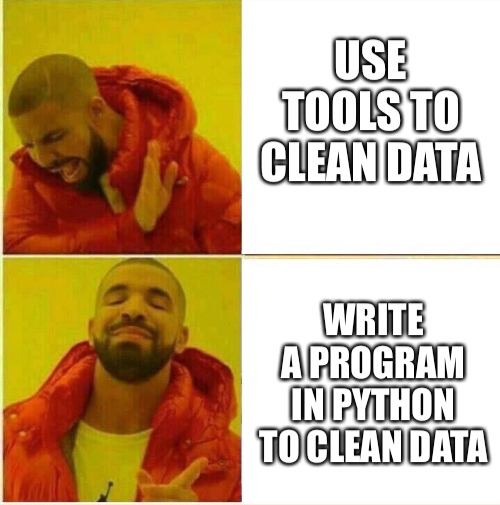 USE
TOOLS TO
CLEAN DATA
WRITE
A PROGRAM
IN PYTHON
TO CLEAN DATA